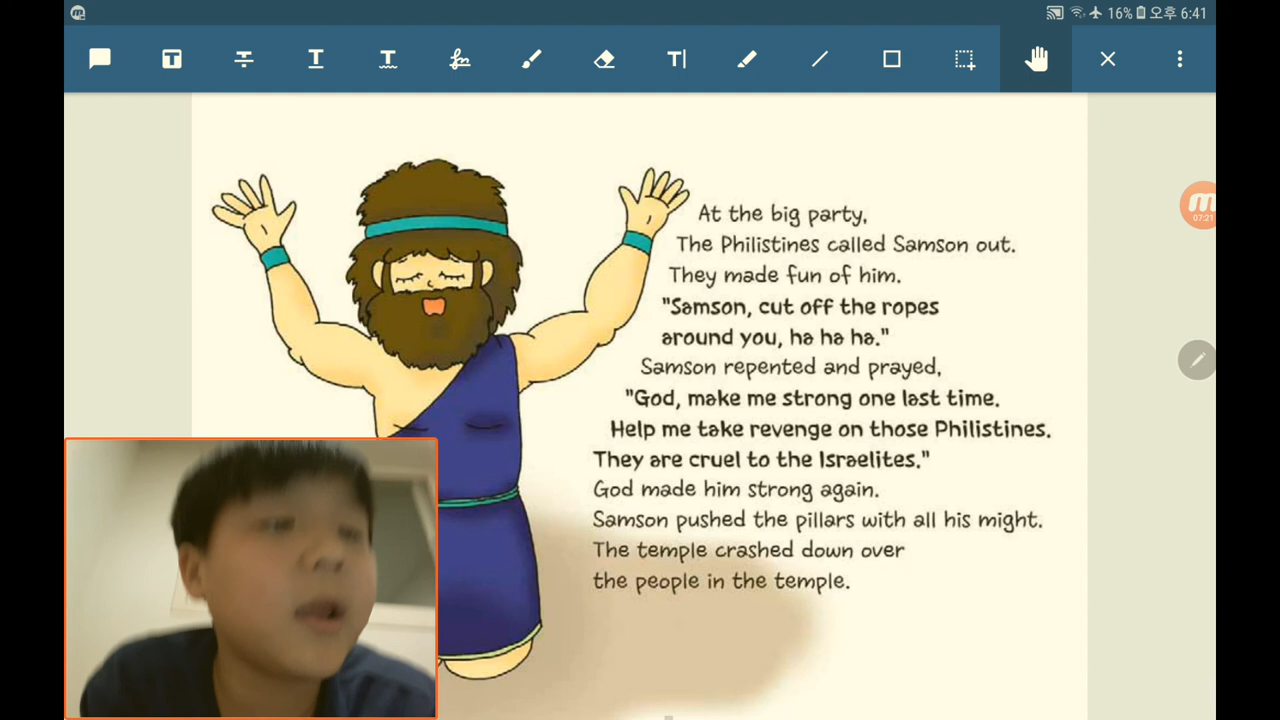 16% 오후 6:41
07:21
At the big party,
The Philistines called Samson out.
They made fun of him.
"Samson, cut off the ropes
around you, ha ha ha."
Samson repented and prayed,
"God, make me strong one last time.
Help me take revenge on those Philistines.
They are cruel to the Israelites."
God made him strong again.
Samson pushed the pillars with all his might.
The temple crashed down over
the people in the temple.